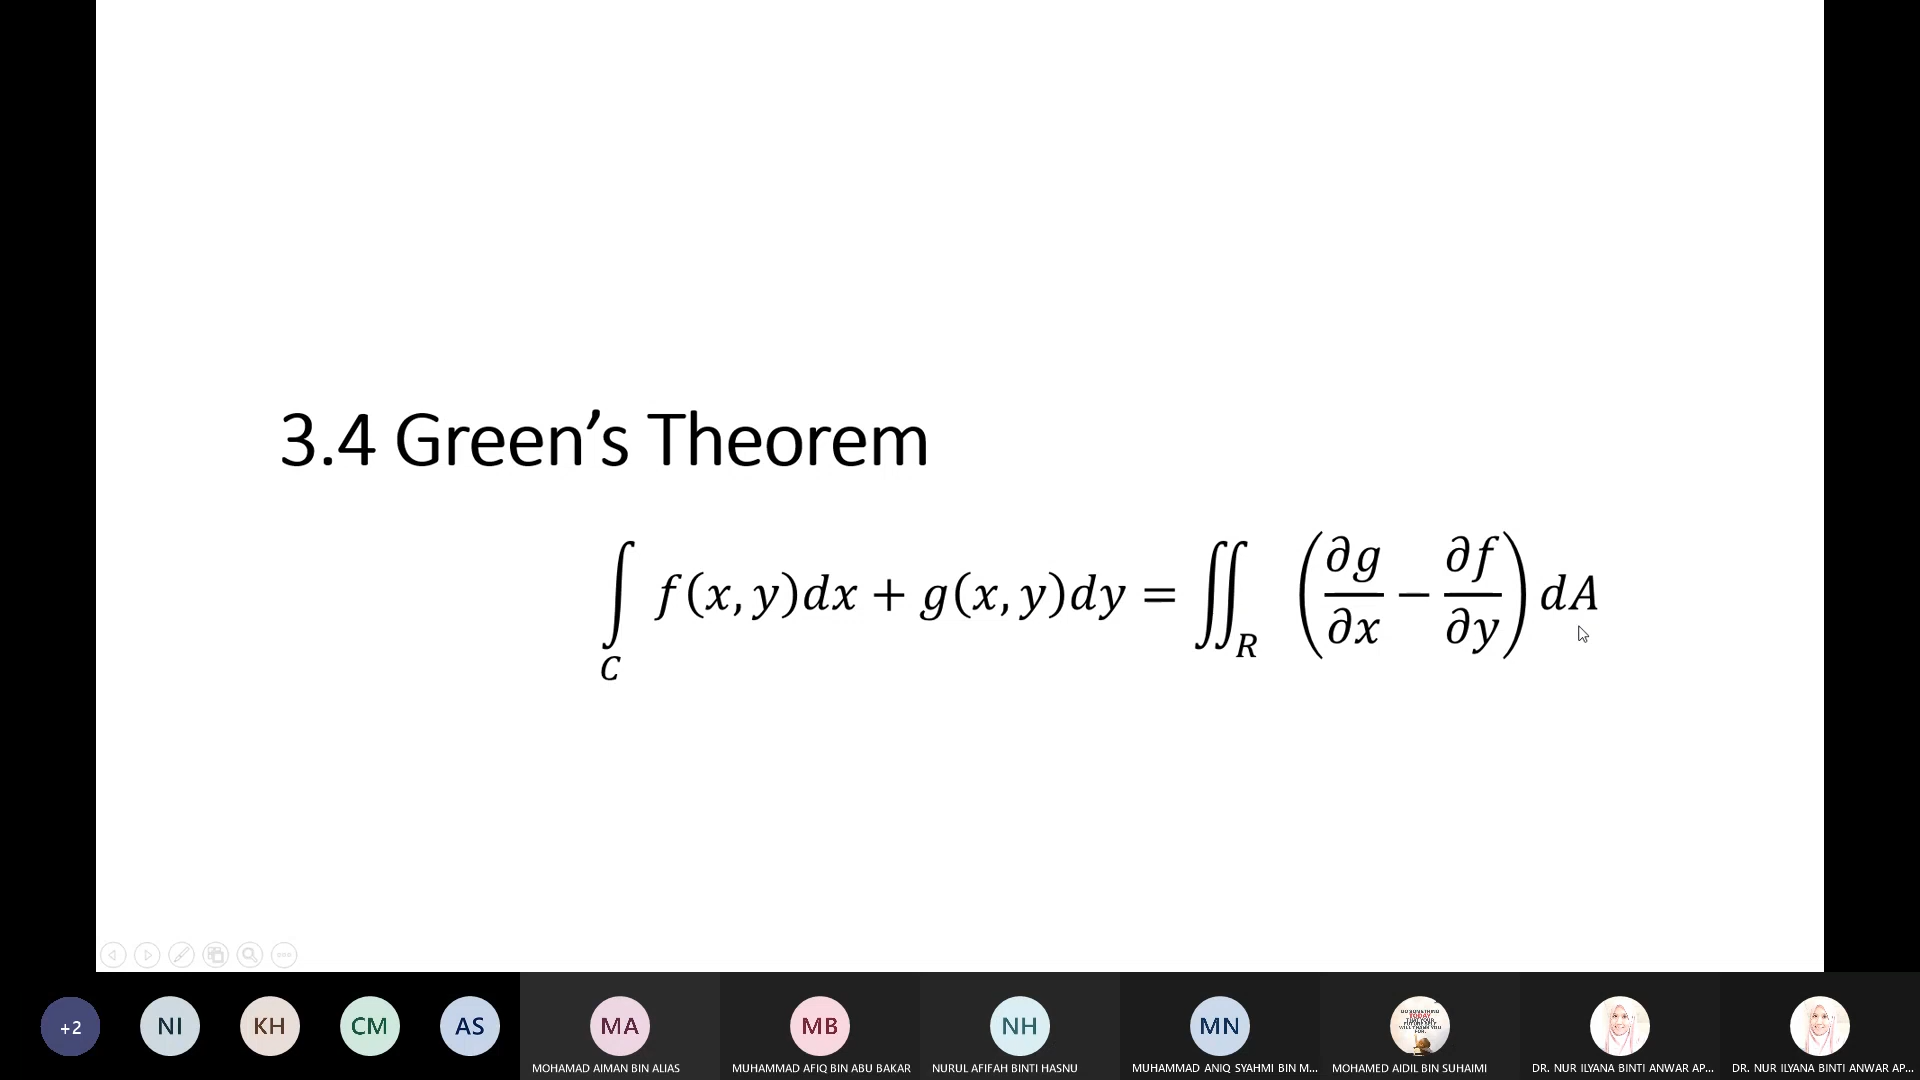 3.4 Green’s Theorem
∫_C f(x, y)dx + g(x, y)dy = ∬_R (∂g/∂x − ∂f/∂y) dA
+2
NI
KH
CM
AS
MA
MB
NH
MN
MOHAMAD AIMAN BIN ALIAS
MUHAMMAD AFIQ BIN ABU BAKAR
NURUL AFIFAH BINTI HASNU
MUHAMMAD ANIQ SYAHMI BIN M...
MOHAMED AIDIL BIN SUHAIMI
DR. NUR ILYANA BINTI ANWAR AP...
DR. NUR ILYANA BINTI ANWAR AP...